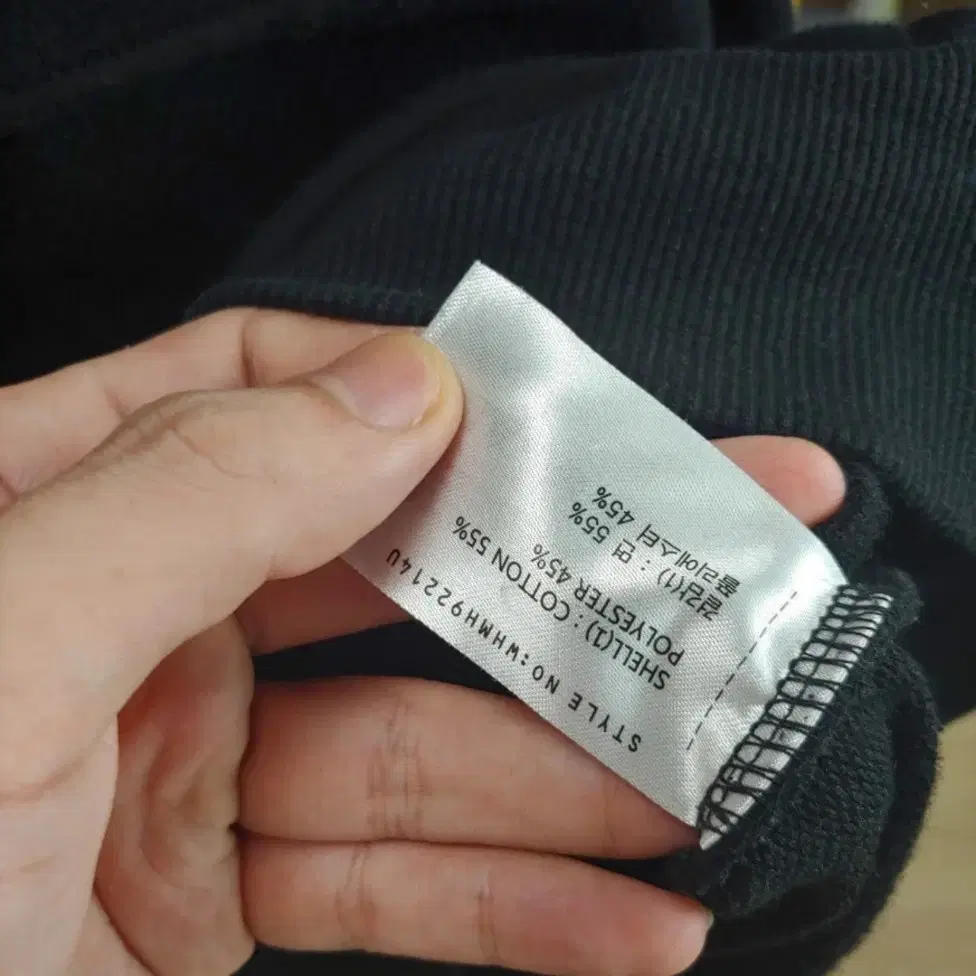 STYLE NO:WHMH92214U
SHELL(1) : COTTON 55%
POLYESTER 45%
겉감(1) : 면 55%
폴리에스터 45%